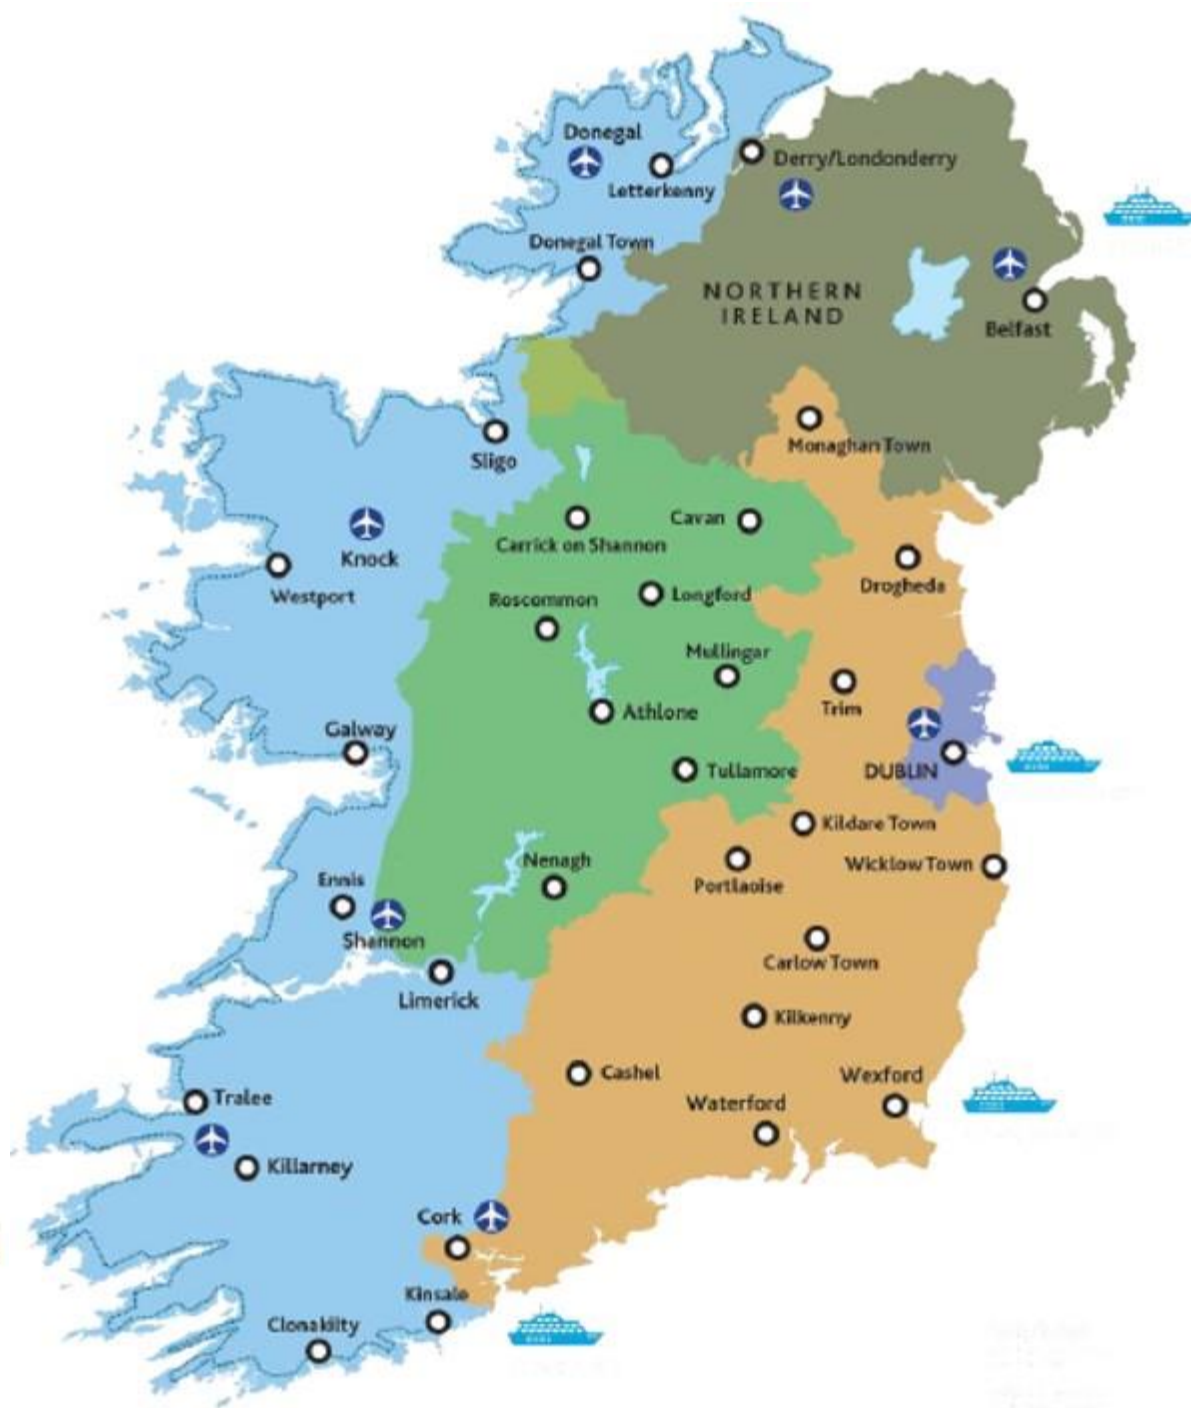 Donegal
Derry/Londonderry
Letterkenny
Donegal Town
NORTHERN
IRELAND
Belfast
Monaghan Town
Sligo
Cavan
Carrick on Shannon
Knock
Drogheda
Westport
Roscommon
Longford
Mullingar
Trim
Athlone
Galway
DUBLIN
Tullamore
Kildare Town
Nenagh
Wicklow Town
Portlaoise
Ennis
Shannon
Carlow Town
Limerick
Kilkenny
Cashel
Wexford
Tralee
Waterford
Killarney
Cork
Kinsale
Clonakilty